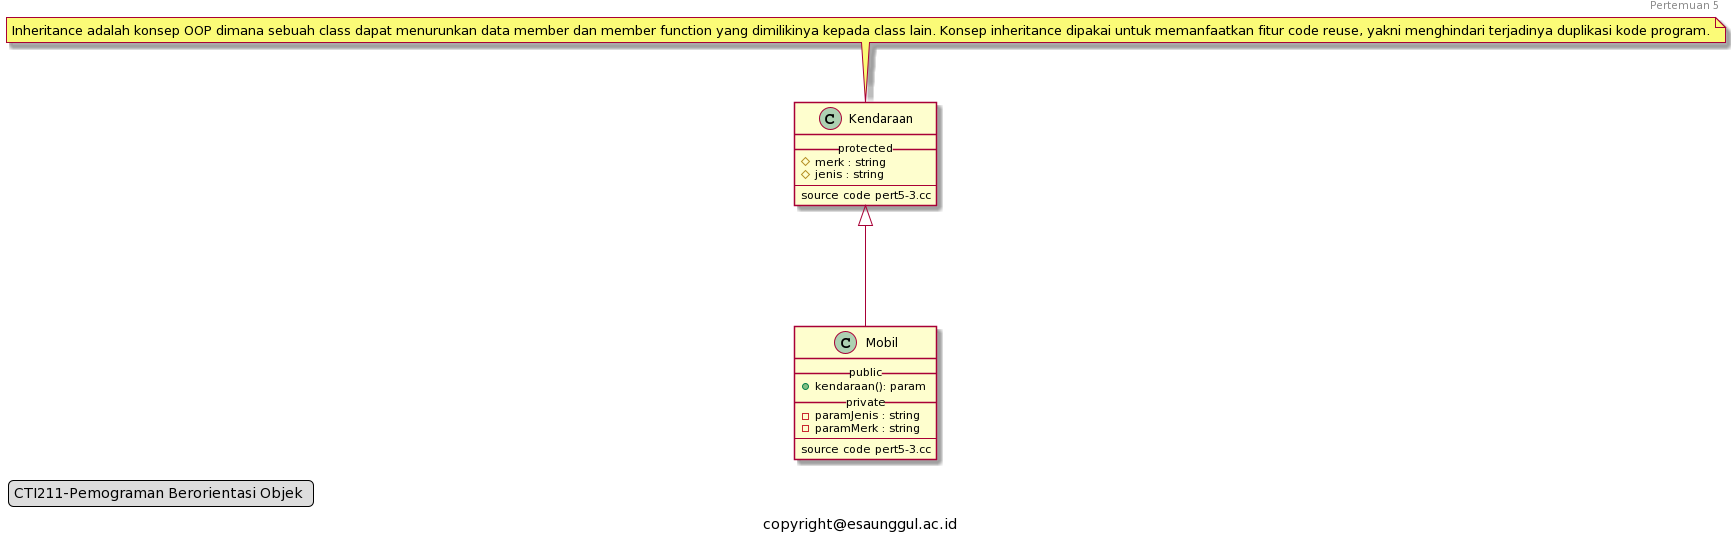 Pertemuan 5
Inheritance adalah konsep OOP dimana sebuah class dapat menurunkan data member dan member function yang dimilikinya kepada class lain. Konsep inheritance dipakai untuk memanfaatkan fitur code reuse, yakni menghindari terjadinya duplikasi kode program.
C Kendaraan
protected
merk : string
jenis : string
source code pert5-3.cc
C Mobil
public
kendaraan(): param
private
paramJenis : string
paramMerk : string
source code pert5-3.cc
CTI211-Pemograman Berorientasi Objek
copyright@esaunggul.ac.id